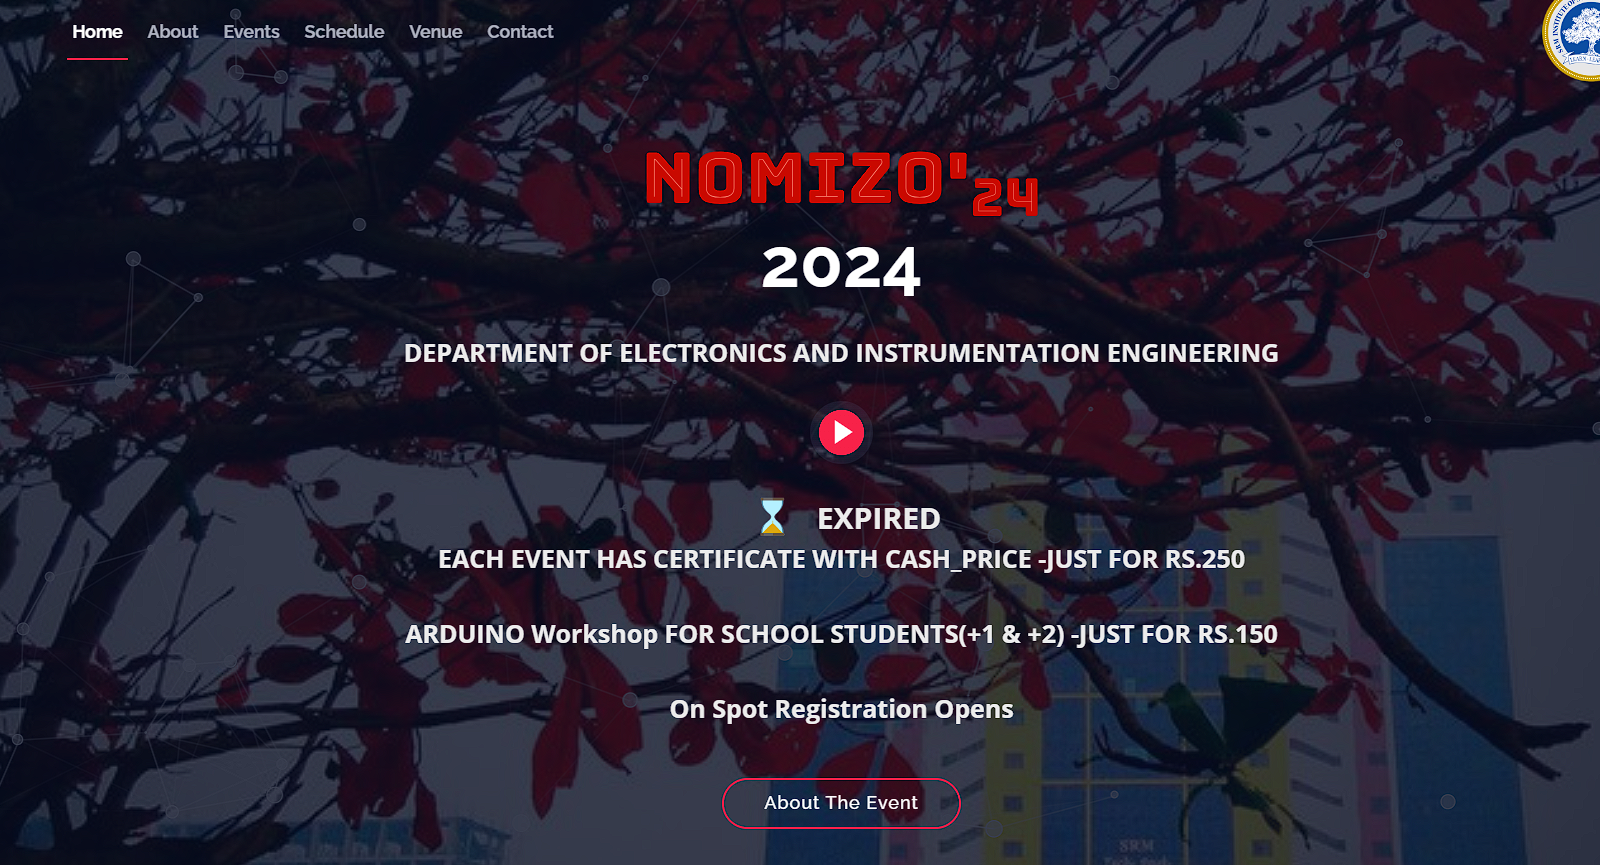 Home About Events Schedule Venue Contact
NOMIZO'24
2024
DEPARTMENT OF ELECTRONICS AND INSTRUMENTATION ENGINEERING
EXPIRED
EACH EVENT HAS CERTIFICATE WITH CASH_PRICE -JUST FOR RS.250
ARDUINO Workshop FOR SCHOOL STUDENTS(+1 & +2) -JUST FOR RS.150
On Spot Registration Opens
About The Event
SRM